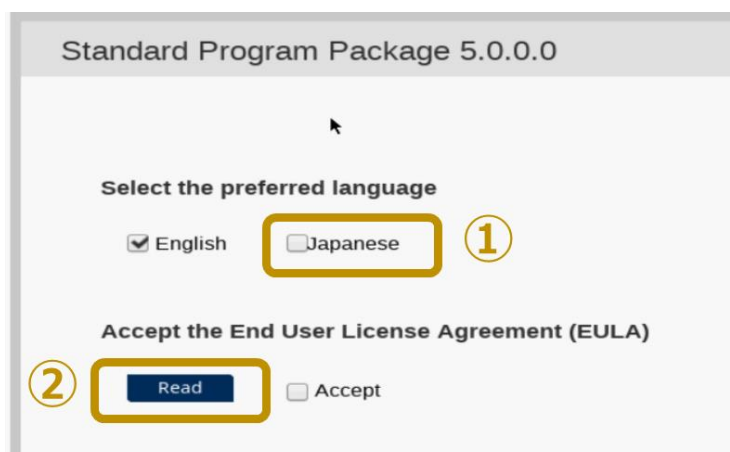 Standard Program Package 5.0.0.0
Select the preferred language
English Japanese ①
Accept the End User License Agreement (EULA)
② Read Accept